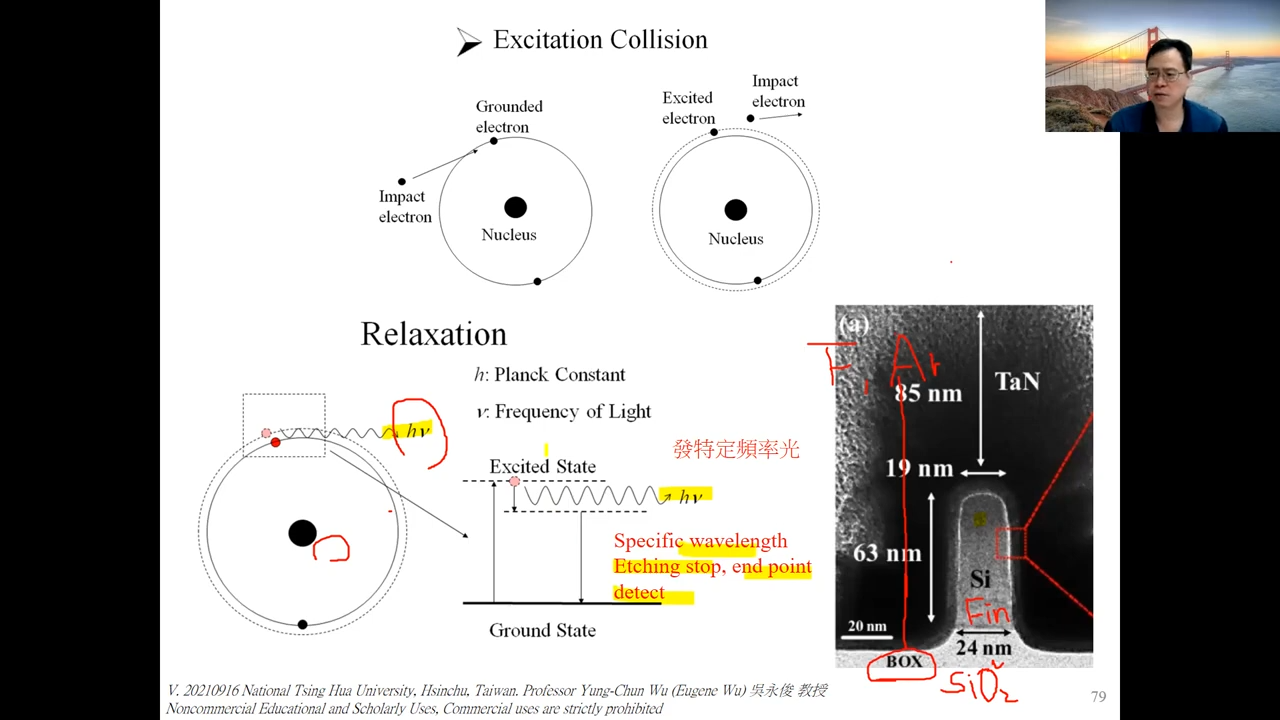 Excitation Collision
Grounded
electron
Impact
electron
Nucleus
Excited
electron
Impact
electron
Nucleus
Relaxation
h: Planck Constant
ν: Frequency of Light
hν
Excited State
發特定頻率光
hν
Specific wavelength
Etching stop, end point
detect
Ground State
(a)
F, Ar
85 nm
TaN
19 nm
63 nm
Si
Fin
20 nm
24 nm
BOX
SiO2
V. 20210916 National Tsing Hua University, Hsinchu, Taiwan. Professor Yung-Chun Wu (Eugene Wu) 吳永俊 教授
Noncommercial Educational and Scholarly Uses, Commercial uses are strictly prohibited
79